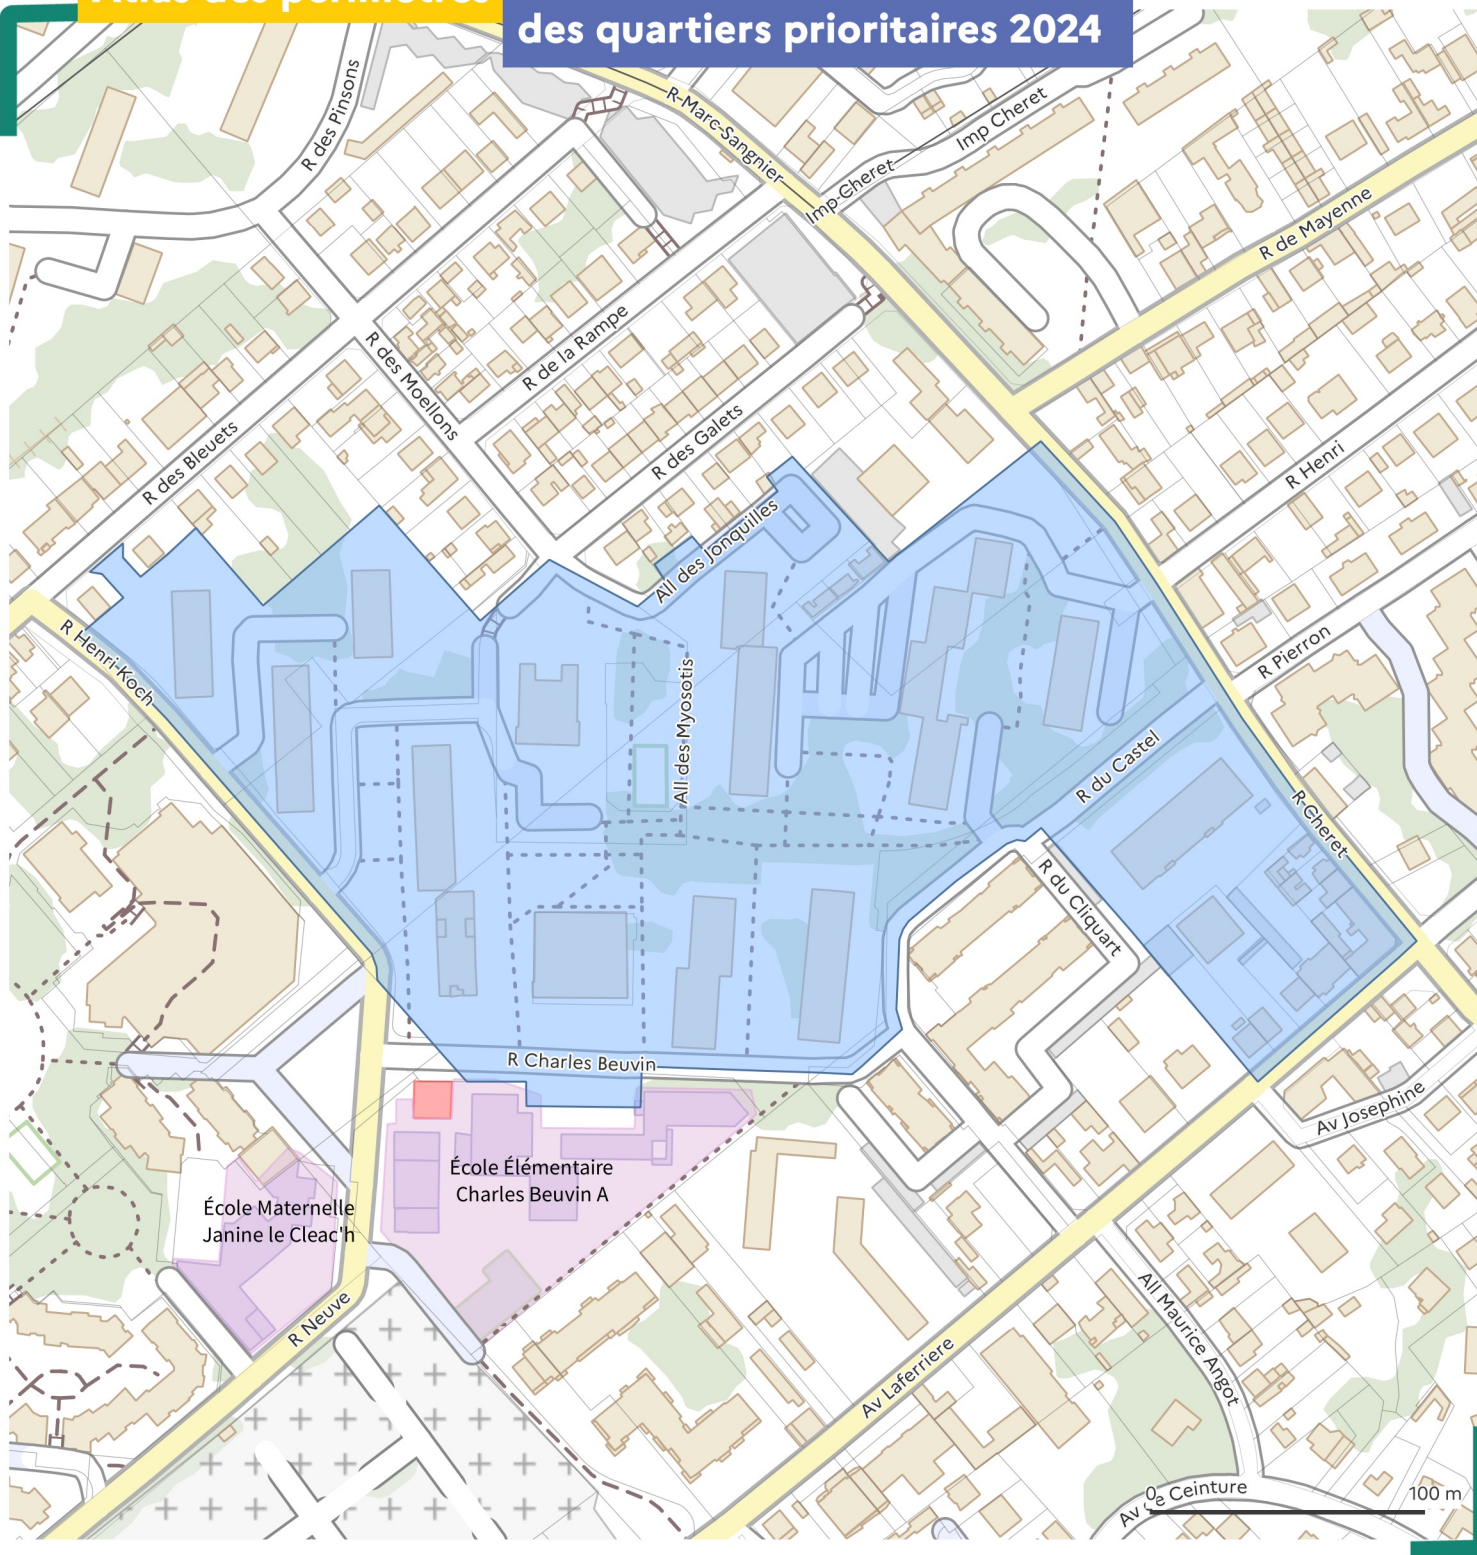 Atlas des périmètres
des quartiers prioritaires 2024
R des Pinsons
R-Marc-Sangnier
Imp Cheret
Imp-Cheret
R de Mayenne
R de la Rampe
R des Moellons
R des Galets
R des Bleuets
R Henri
All des Jonquilles
R Henri-Koch
R Pierron
All des Myosotis
R du Castel
R-Cheret
R du Cliquart
R Charles Beuvin
Av Josephine
École Élémentaire
Charles Beuvin A
École Maternelle
Janine le Cleac'h
R Neuve
All Maurice Angot
Av Laferriere
Av de Ceinture
0
100 m